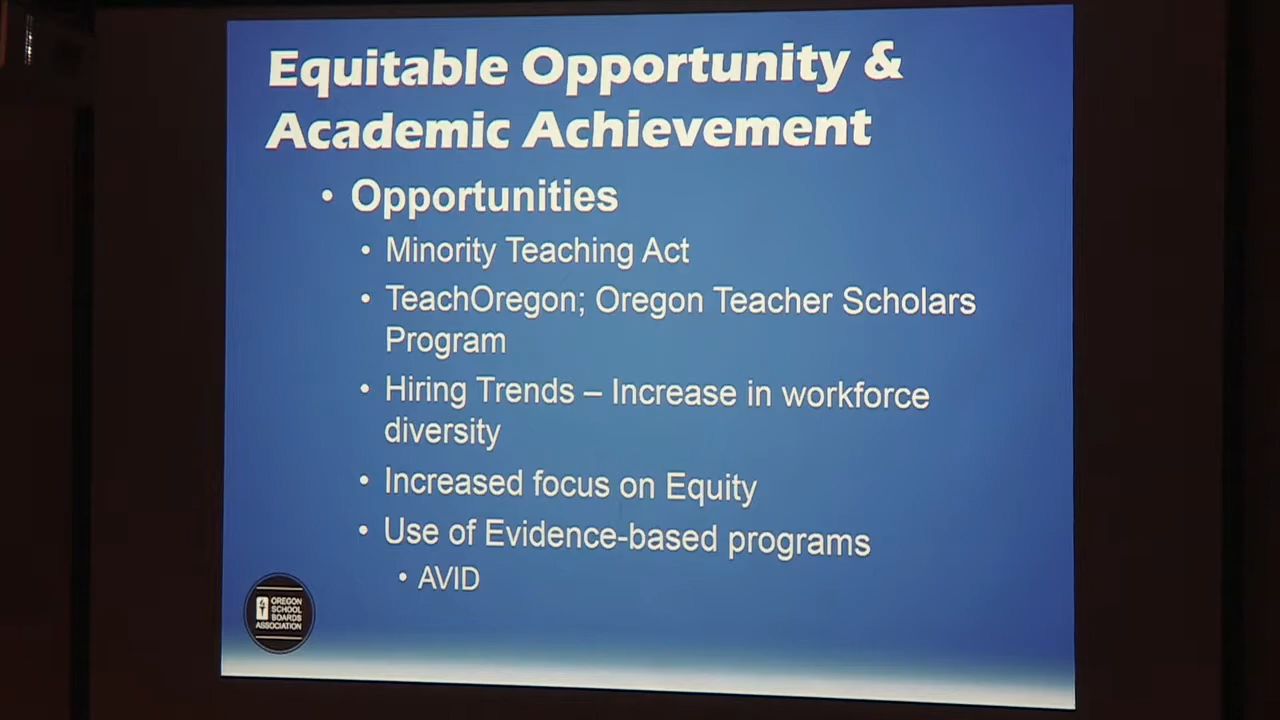 Equitable Opportunity &
Academic Achievement
• Opportunities
• Minority Teaching Act
• TeachOregon; Oregon Teacher Scholars
Program
• Hiring Trends – Increase in workforce
diversity
• Increased focus on Equity
• Use of Evidence-based programs
• AVID
OREGON
SCHOOL
BOARDS
ASSOCIATION